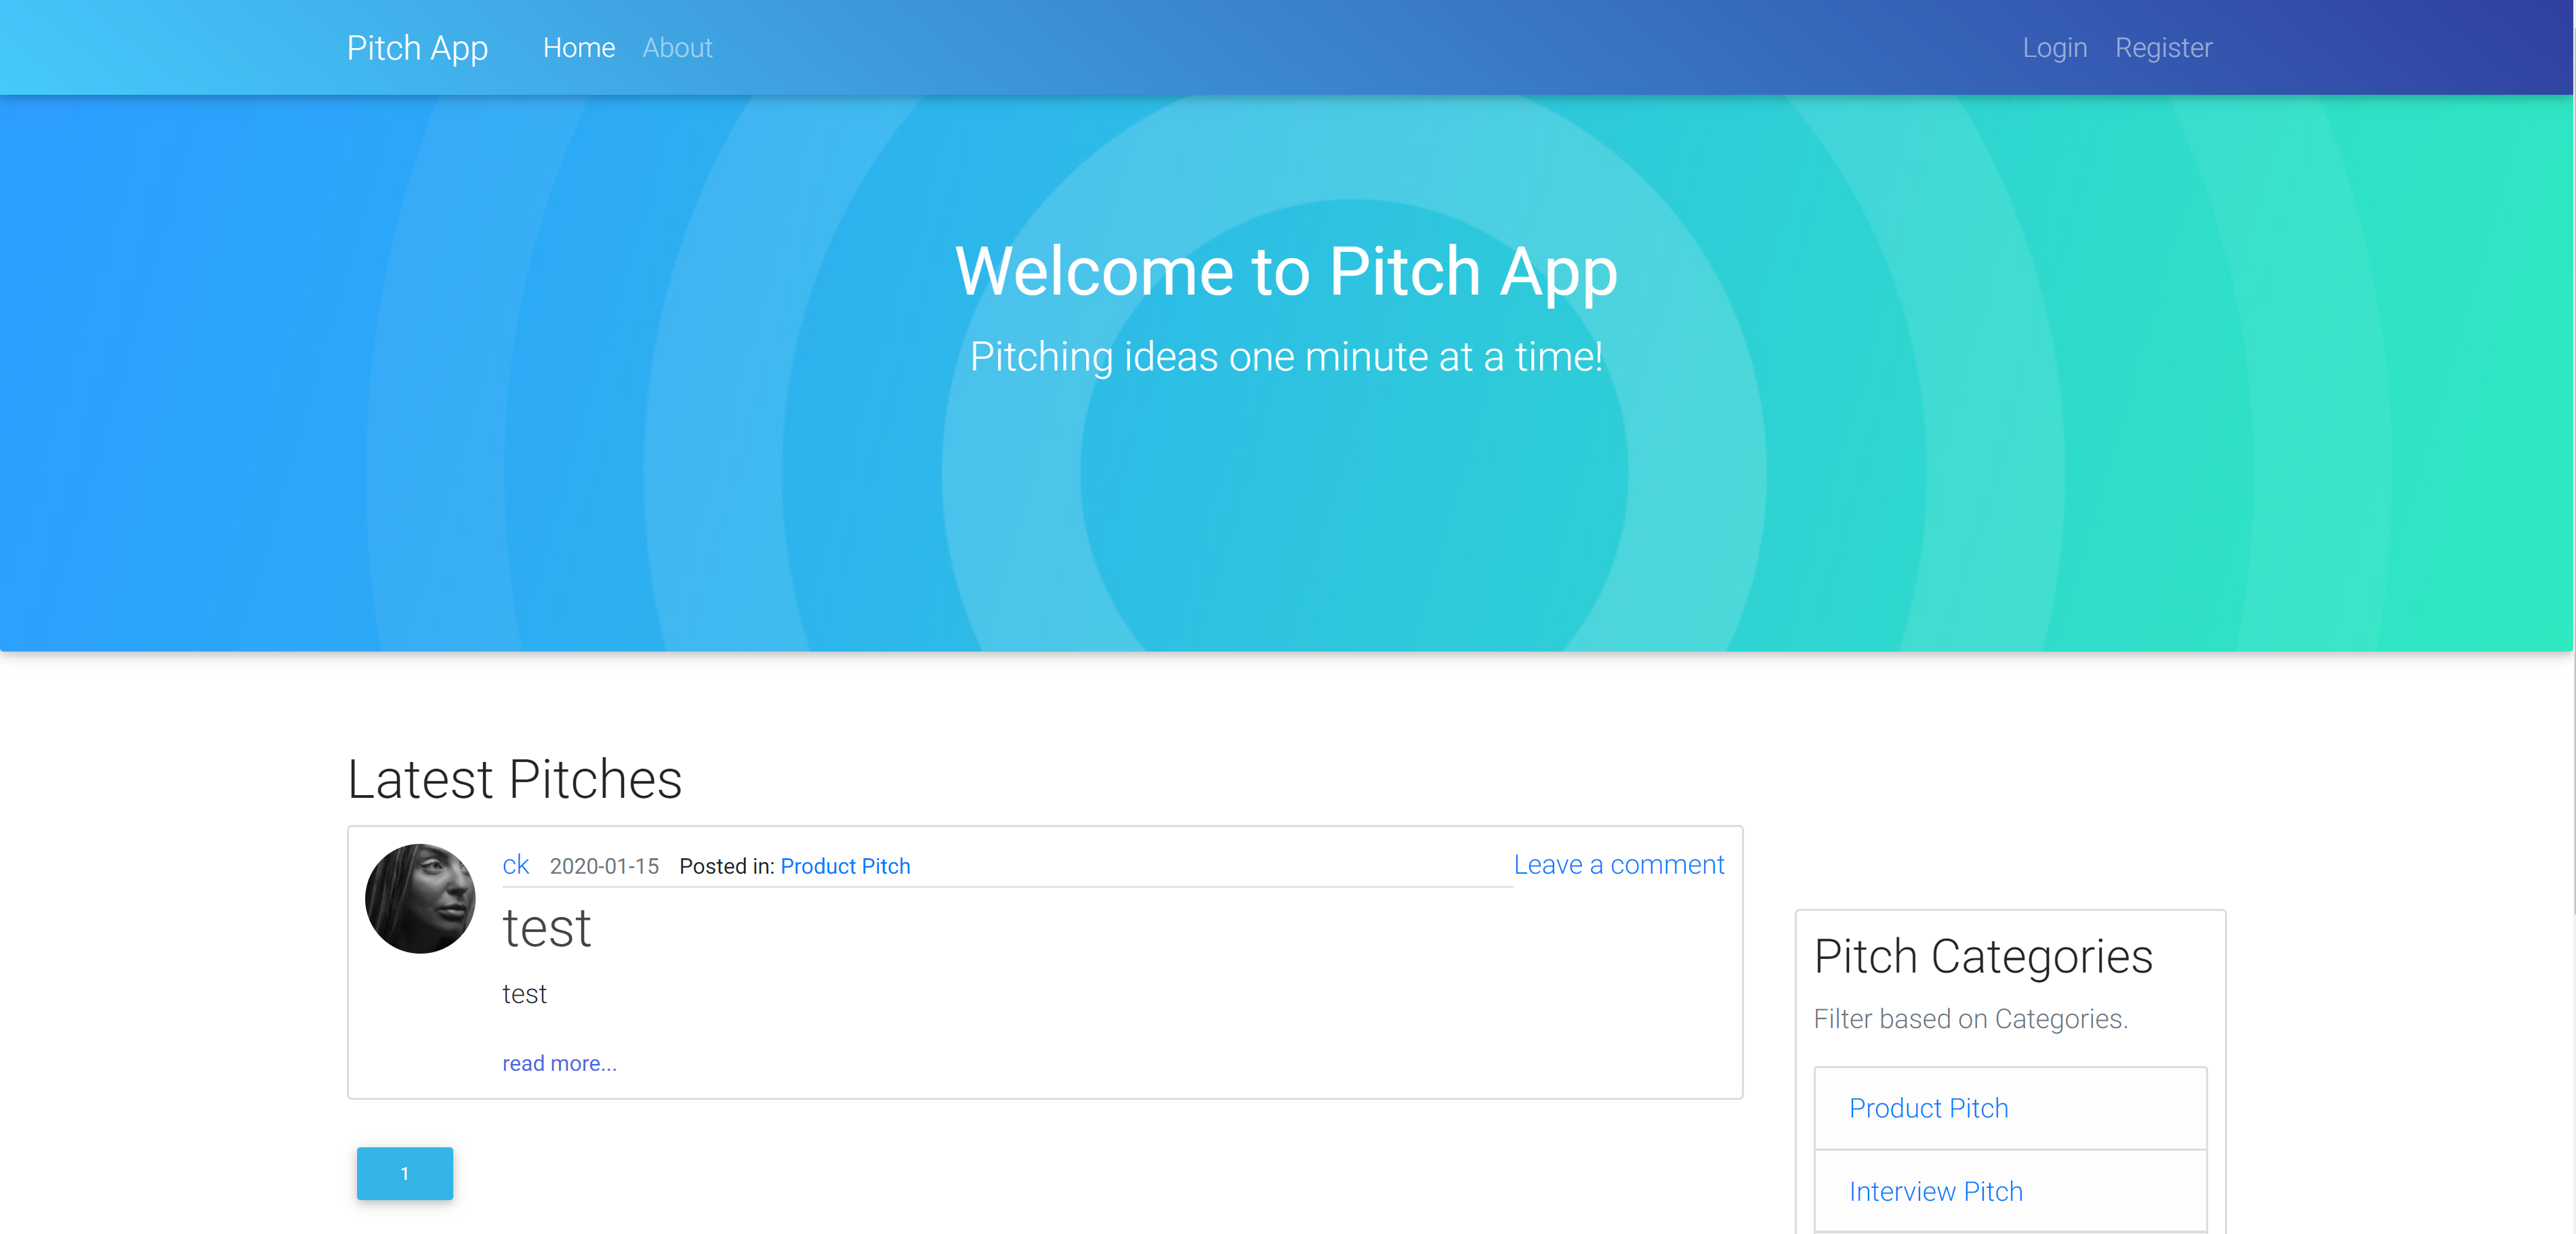 Pitch App Home About Login Register
Welcome to Pitch App
Pitching ideas one minute at a time!
Latest Pitches
ck 2020-01-15 Posted in: Product Pitch Leave a comment
test
test
read more...
1
Pitch Categories
Filter based on Categories.
Product Pitch
Interview Pitch